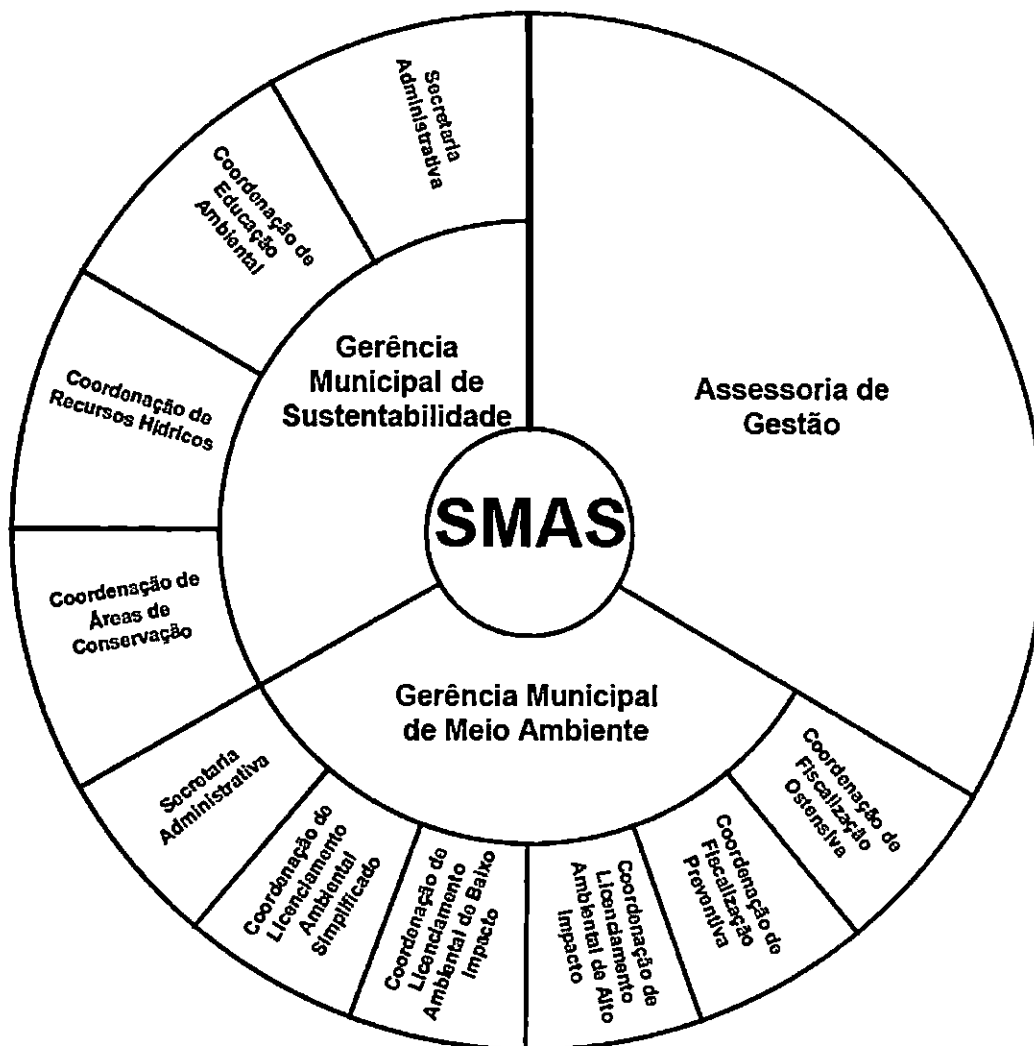 Secretaria
Administrativa
Coordenação de
Educação
Ambiental
Coordenação de
Recursos Hídricos
Coordenação de
Áreas de
Conservação
Gerência
Municipal de
Sustentabilidade
Assessoria de
Gestão
SMAS
Gerência Municipal
de Meio Ambiente
Secretaria
Administrativa
Coordenação de
Licenciamento
Ambiental
Simplificado
Coordenação de
Licenciamento
Ambiental de Baixo
Impacto
Coordenação de
Licenciamento
Ambiental de Alto
Impacto
Coordenação de
Fiscalização
Preventiva
Coordenação de
Fiscalização
Ostensiva